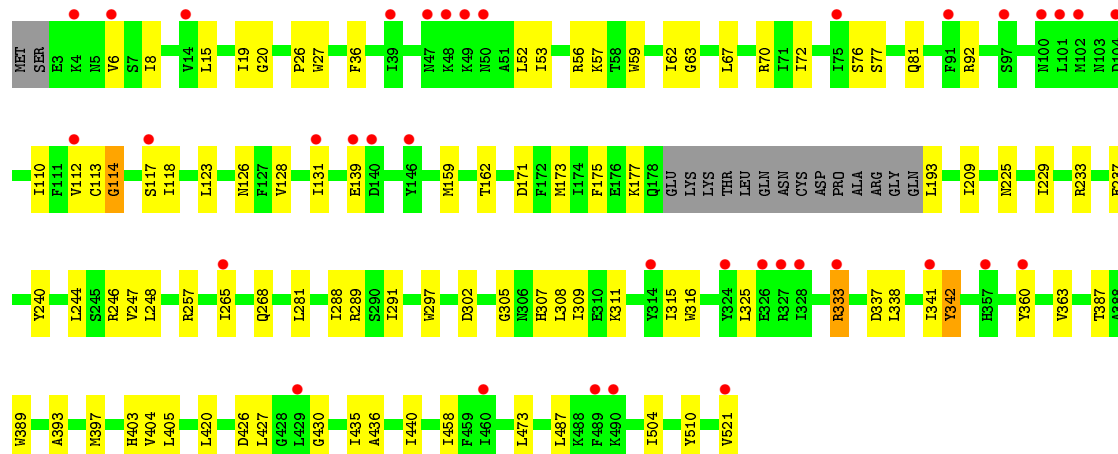 MET SER E3 K4 N5 V6 S7 I8 V14 L15 I19 G20 P26 W27 F36 I39 N47 K48 K49 N50 A51 L52 I53 R56 K57 T58 W59 I62 G63 L67 R70 I71 I72 I75 S76 S77 Q81 F91 R92 S97 N100 L101 M102 N103 D104
I110 F111 V112 C113 G114 S117 I118 L123 N126 F127 V128 I131 E139 D140 Y146 M159 T162 D171 F172 M173 I174 F175 E176 K177 Q178 GLU LYS LYS THR LEU GLN ASN CYS ASP PRO ALA ARG GLY GLN L193 I209 N225 I229 R233
Y240 L244 S245 R246 V247 L248 R257 I265 Q268 L281 I288 R289 S290 I291 W297 D302 G305 N306 H307 L308 I309 E310 K311 Y314 I315 W316 Y324 L325 E326 R327 I328 R333 D337 L338 I341 Y342 H357 Y360 V363 T387 A388
W389 A393 M397 H403 V404 L405 L420 D426 L427 G428 L429 G430 I435 A436 I440 I458 F459 I460 L473 L487 K488 F489 K490 I504 Y510 V521